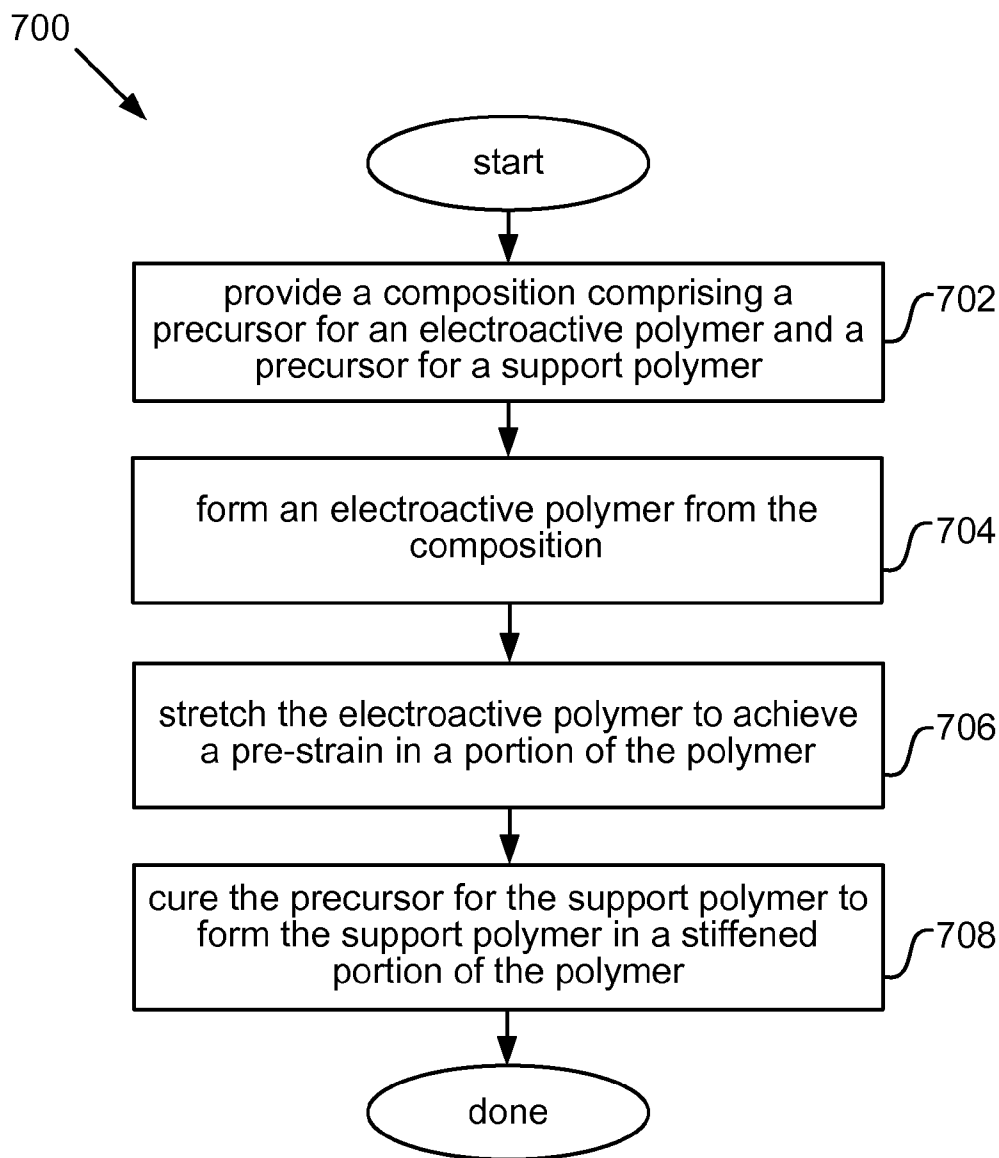 700
start
provide a composition comprising a
precursor for an electroactive polymer and a
precursor for a support polymer
702
form an electroactive polymer from the
composition
704
stretch the electroactive polymer to achieve
a pre-strain in a portion of the polymer
706
cure the precursor for the support polymer to
form the support polymer in a stiffened
portion of the polymer
708
done